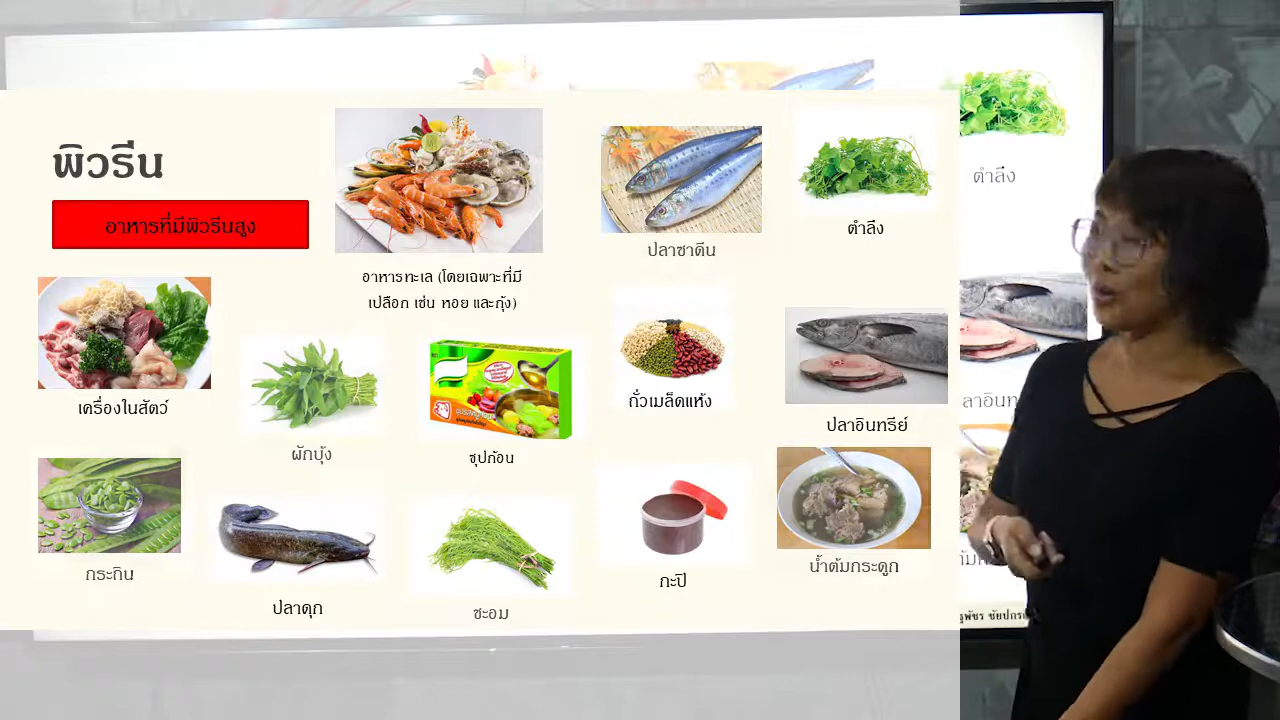 พิวรีน
อาหารที่มีพิวรีนสูง
อาหารทะเล (โดยเฉพาะที่มี
เปลือก เช่น หอย และกุ้ง)
ปลาซาดีน
ตำลึง
ตำลึง
เครื่องในสัตว์
ผักบุ้ง
ซุปก้อน
ถั่วเมล็ดแห้ง
ปลาอินทรีย์
กระถิน
ปลาดุก
ชะอม
กะปิ
น้ำต้มกระดูก